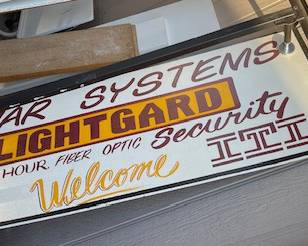 AR SYSTEMS
LIGHTGARD
HOUR, FIBER OPTIC Security
Welcome ITI